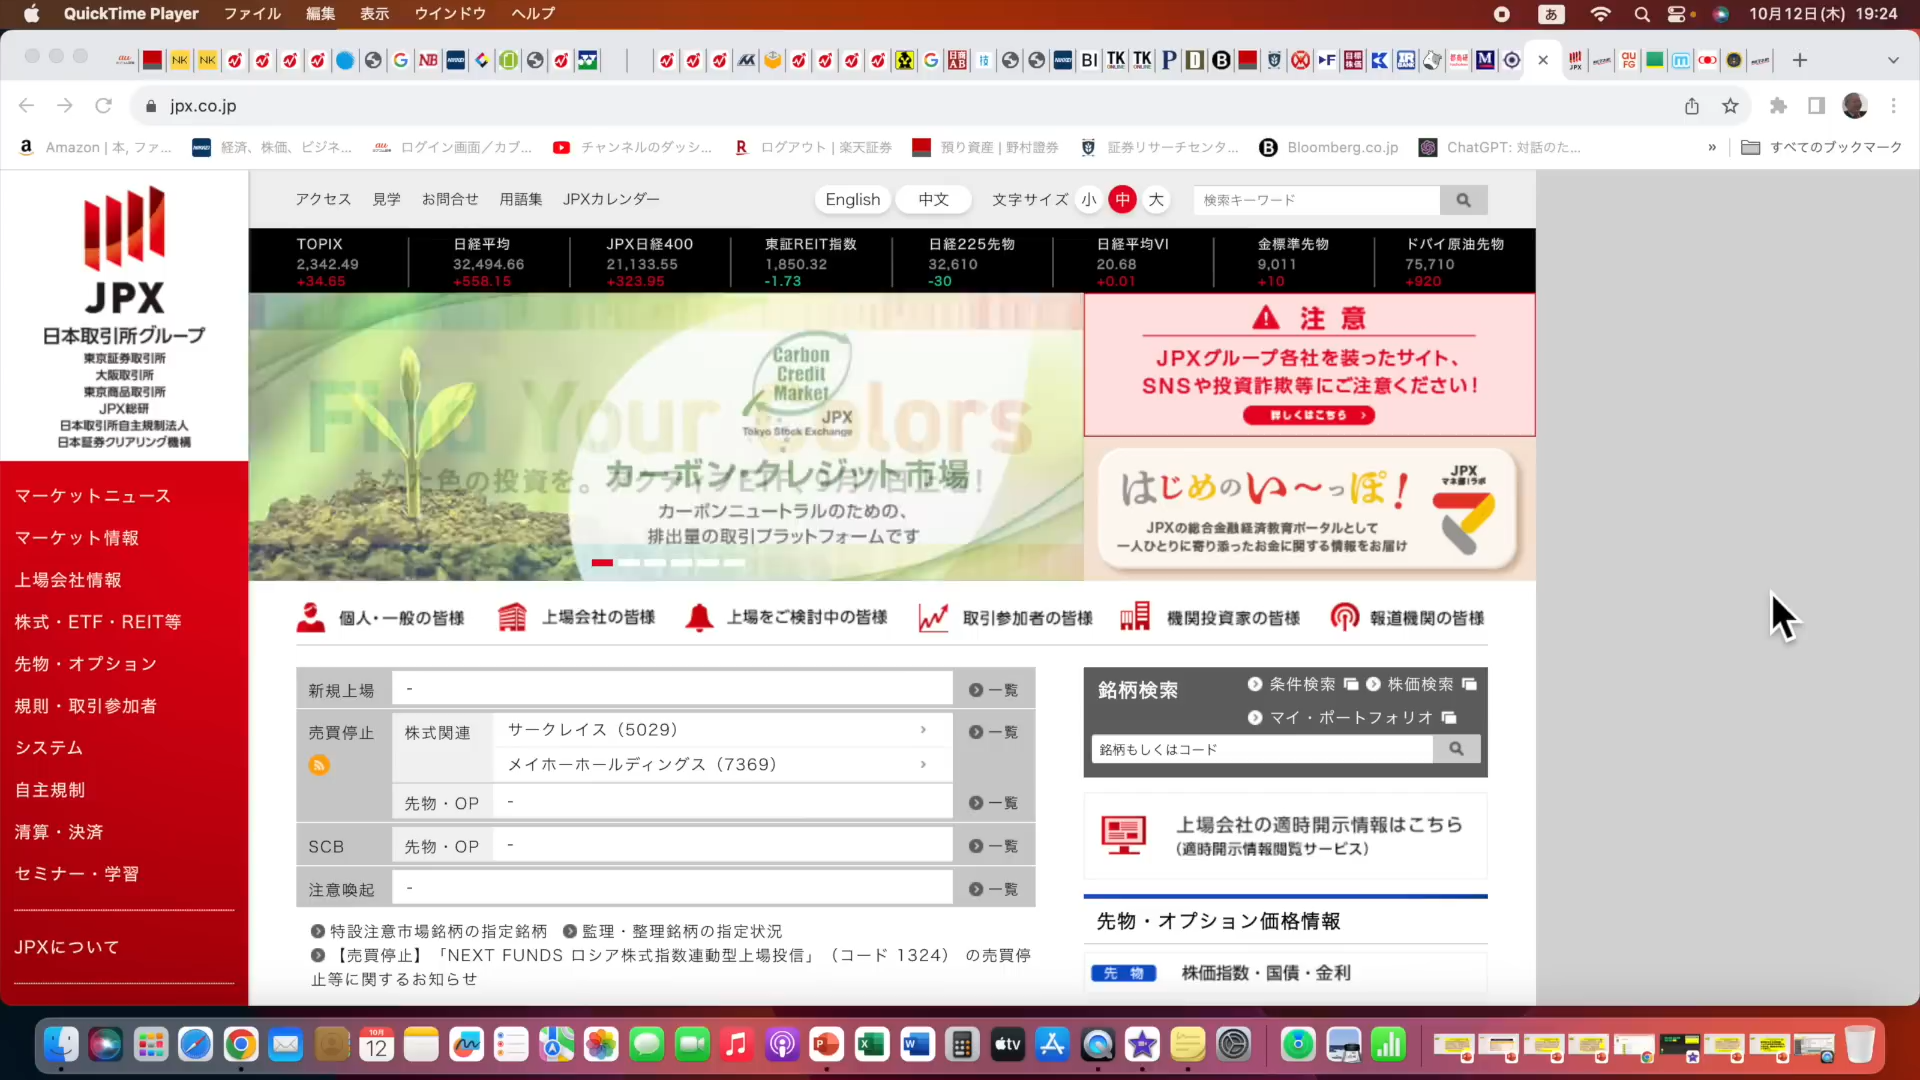 QuickTime Player ファイル 編集 表示 ウインドウ ヘルプ あ 10月12日(木) 19:24
jpx.co.jp
Amazon | 本, ファ... 経済、株価、ビジネ... ログイン画面／カブ... チャンネルのダッシ... ログアウト | 楽天証券 預り資産 | 野村證券 証券リサーチセンタ... Bloomberg.co.jp ChatGPT: 対話のた... » すべてのブックマーク
アクセス 見学 お問合せ 用語集 JPXカレンダー English 中文 文字サイズ 小 中 大 検索キーワード
JPX
日本取引所グループ
東京証券取引所
大阪取引所
東京商品取引所
JPX総研
日本取引所自主規制法人
日本証券クリアリング機構
TOPIX 日経平均 JPX日経400 東証REIT指数 日経225先物 日経平均VI 金標準先物 ドバイ原油先物
2,342.49 32,494.66 21,133.55 1,850.32 32,610 20.68 9,011 75,710
+34.65 +558.15 +323.95 -1.73 -30 +0.01 +10 +920
Find Your Colors
Carbon
Credit
Market
JPX
Tokyo Stock Exchange
カーボン・クレジット市場
カーボンニュートラルのための、
排出量の取引プラットフォームです
注意
JPXグループ各社を装ったサイト、
SNSや投資詐欺等にご注意ください！
詳しくはこちら
はじめのい〜っぽ！
JPX
マネ部！ラボ
JPXの総合金融経済教育ポータルとして
一人ひとりに寄り添ったお金に関する情報をお届け
マーケットニュース
マーケット情報
上場会社情報
株式・ETF・REIT等
先物・オプション
規則・取引参加者
システム
自主規制
清算・決済
セミナー・学習
JPXについて
個人・一般の皆様 上場会社の皆様 上場をご検討中の皆様 取引参加者の皆様 機関投資家の皆様 報道機関の皆様
新規上場 - 一覧
売買停止 株式関連 サークレイス（5029） 一覧
メイホーホールディングス（7369）
先物・OP - 一覧
SCB 先物・OP - 一覧
注意喚起 - 一覧
特設注意市場銘柄の指定銘柄 監理・整理銘柄の指定状況
【売買停止】「NEXT FUNDS ロシア株式指数連動型上場投信」（コード 1324） の売買停
止等に関するお知らせ
銘柄検索 条件検索 株価検索
マイ・ポートフォリオ
銘柄もしくはコード
上場会社の適時開示情報はこちら
（適時開示情報閲覧サービス）
先物・オプション価格情報
先 物 株価指数・国債・金利
10月
12
tv